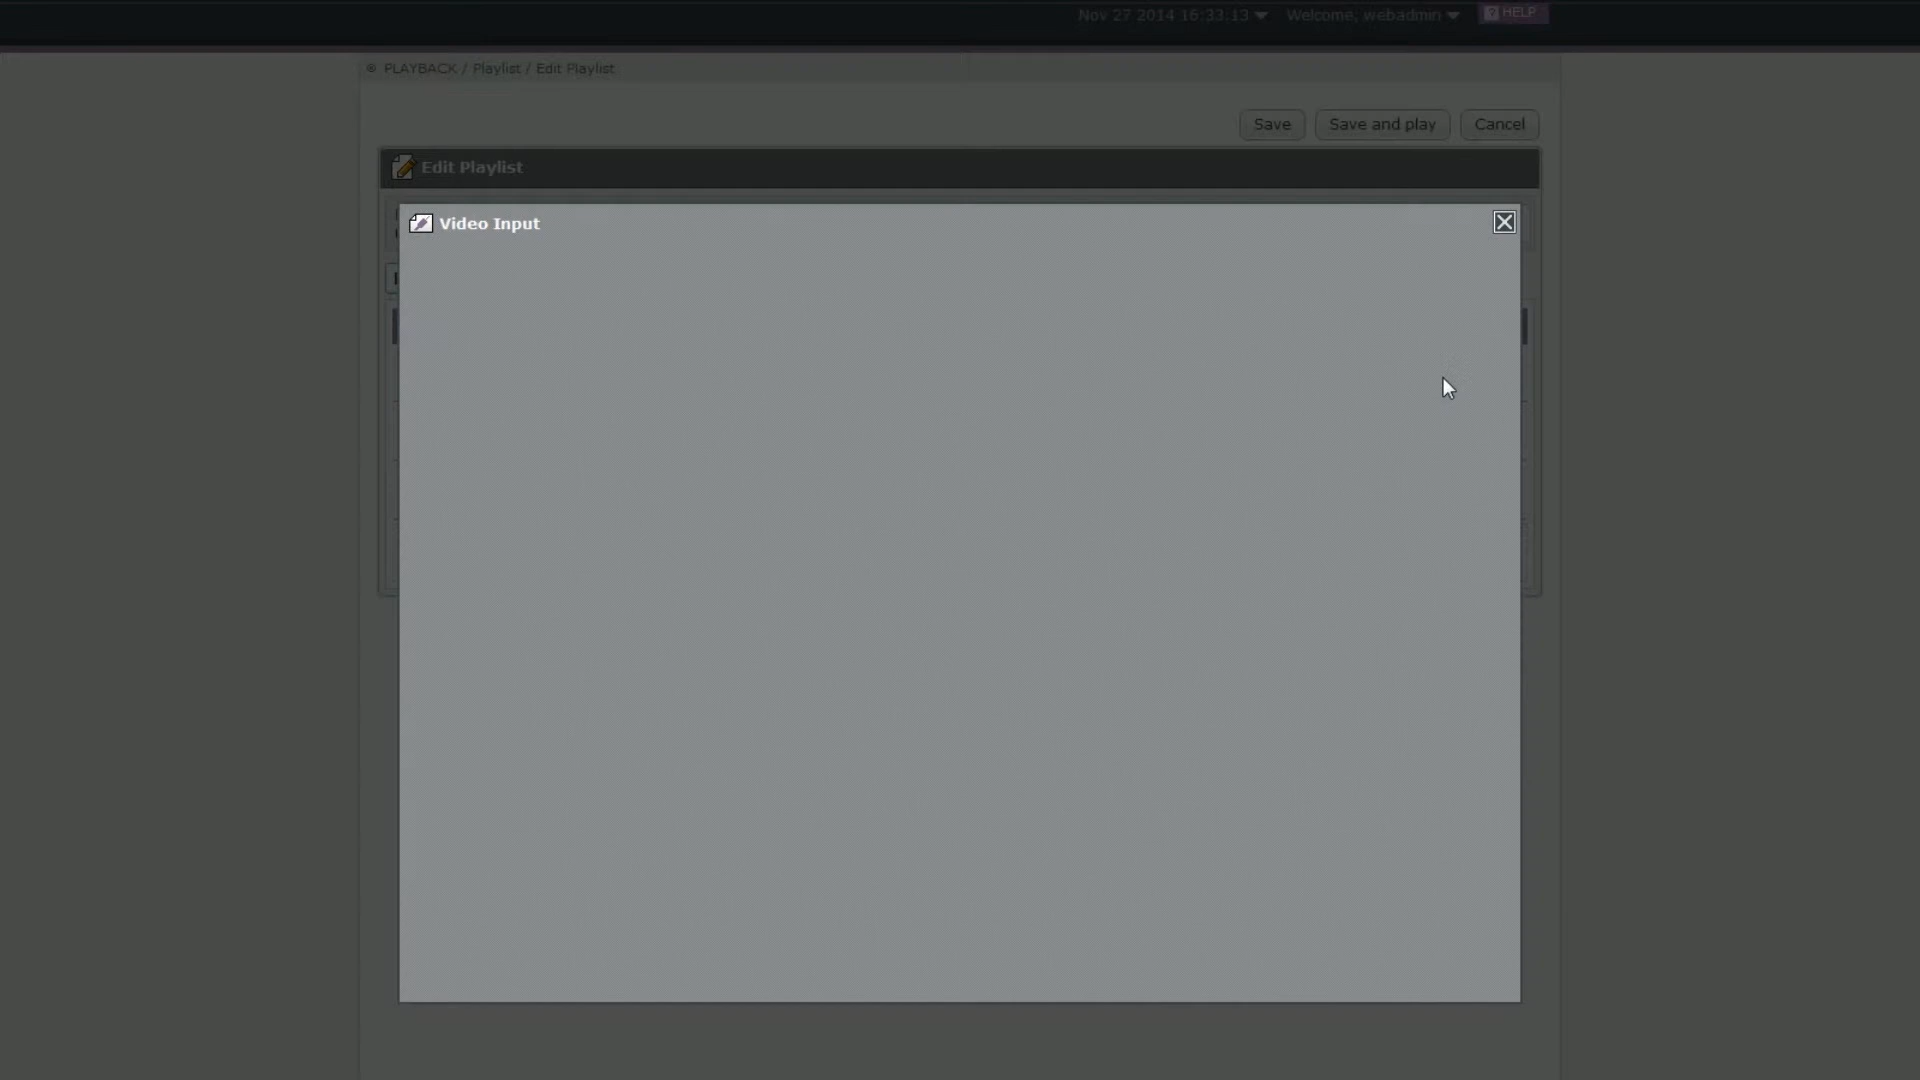 Nov 27 2014 16:33:13 Welcome, webadmin HELP
PLAYBACK / Playlist / Edit Playlist
Save Save and play Cancel
Edit Playlist
Video Input